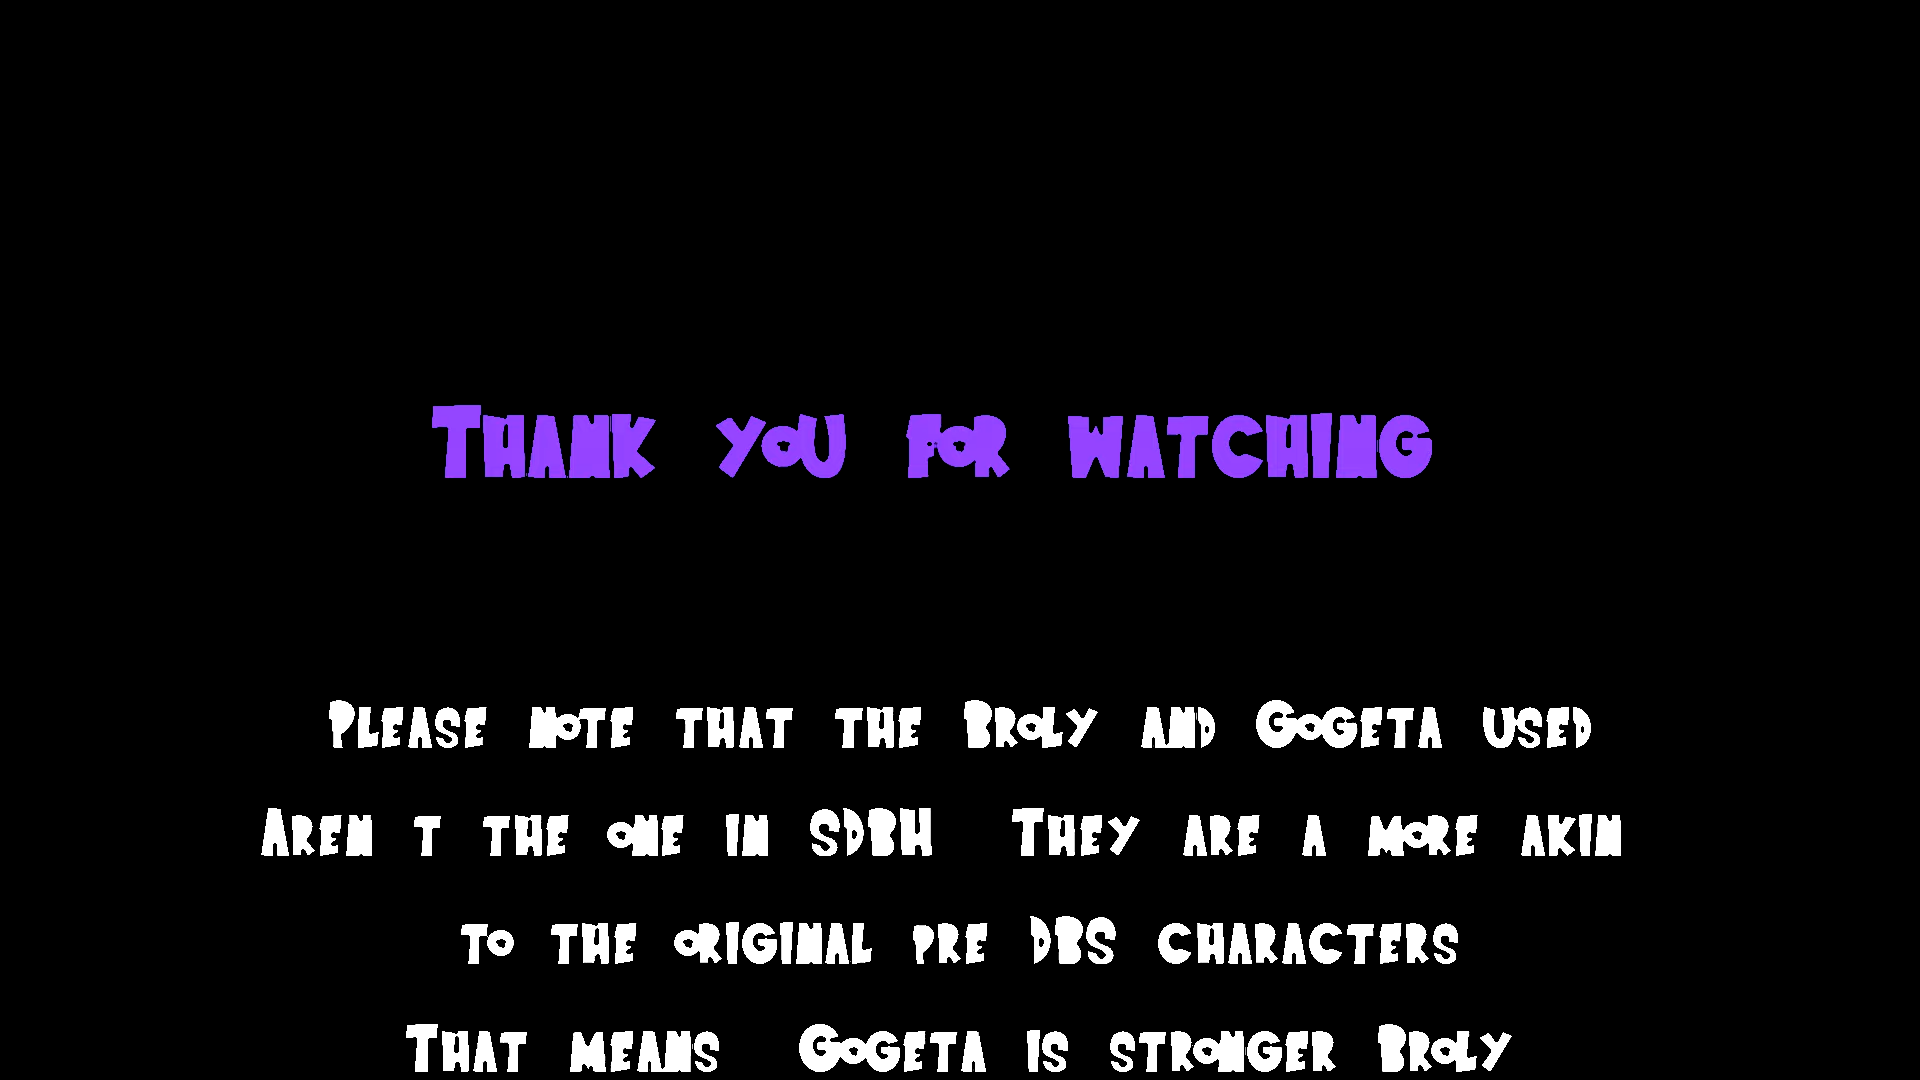 Thank you for watching
Please note that the Broly and Gogeta used
Aren t the one in SDBH They are a more akin
to the original pre DBS characters
That means Gogeta is stronger Broly